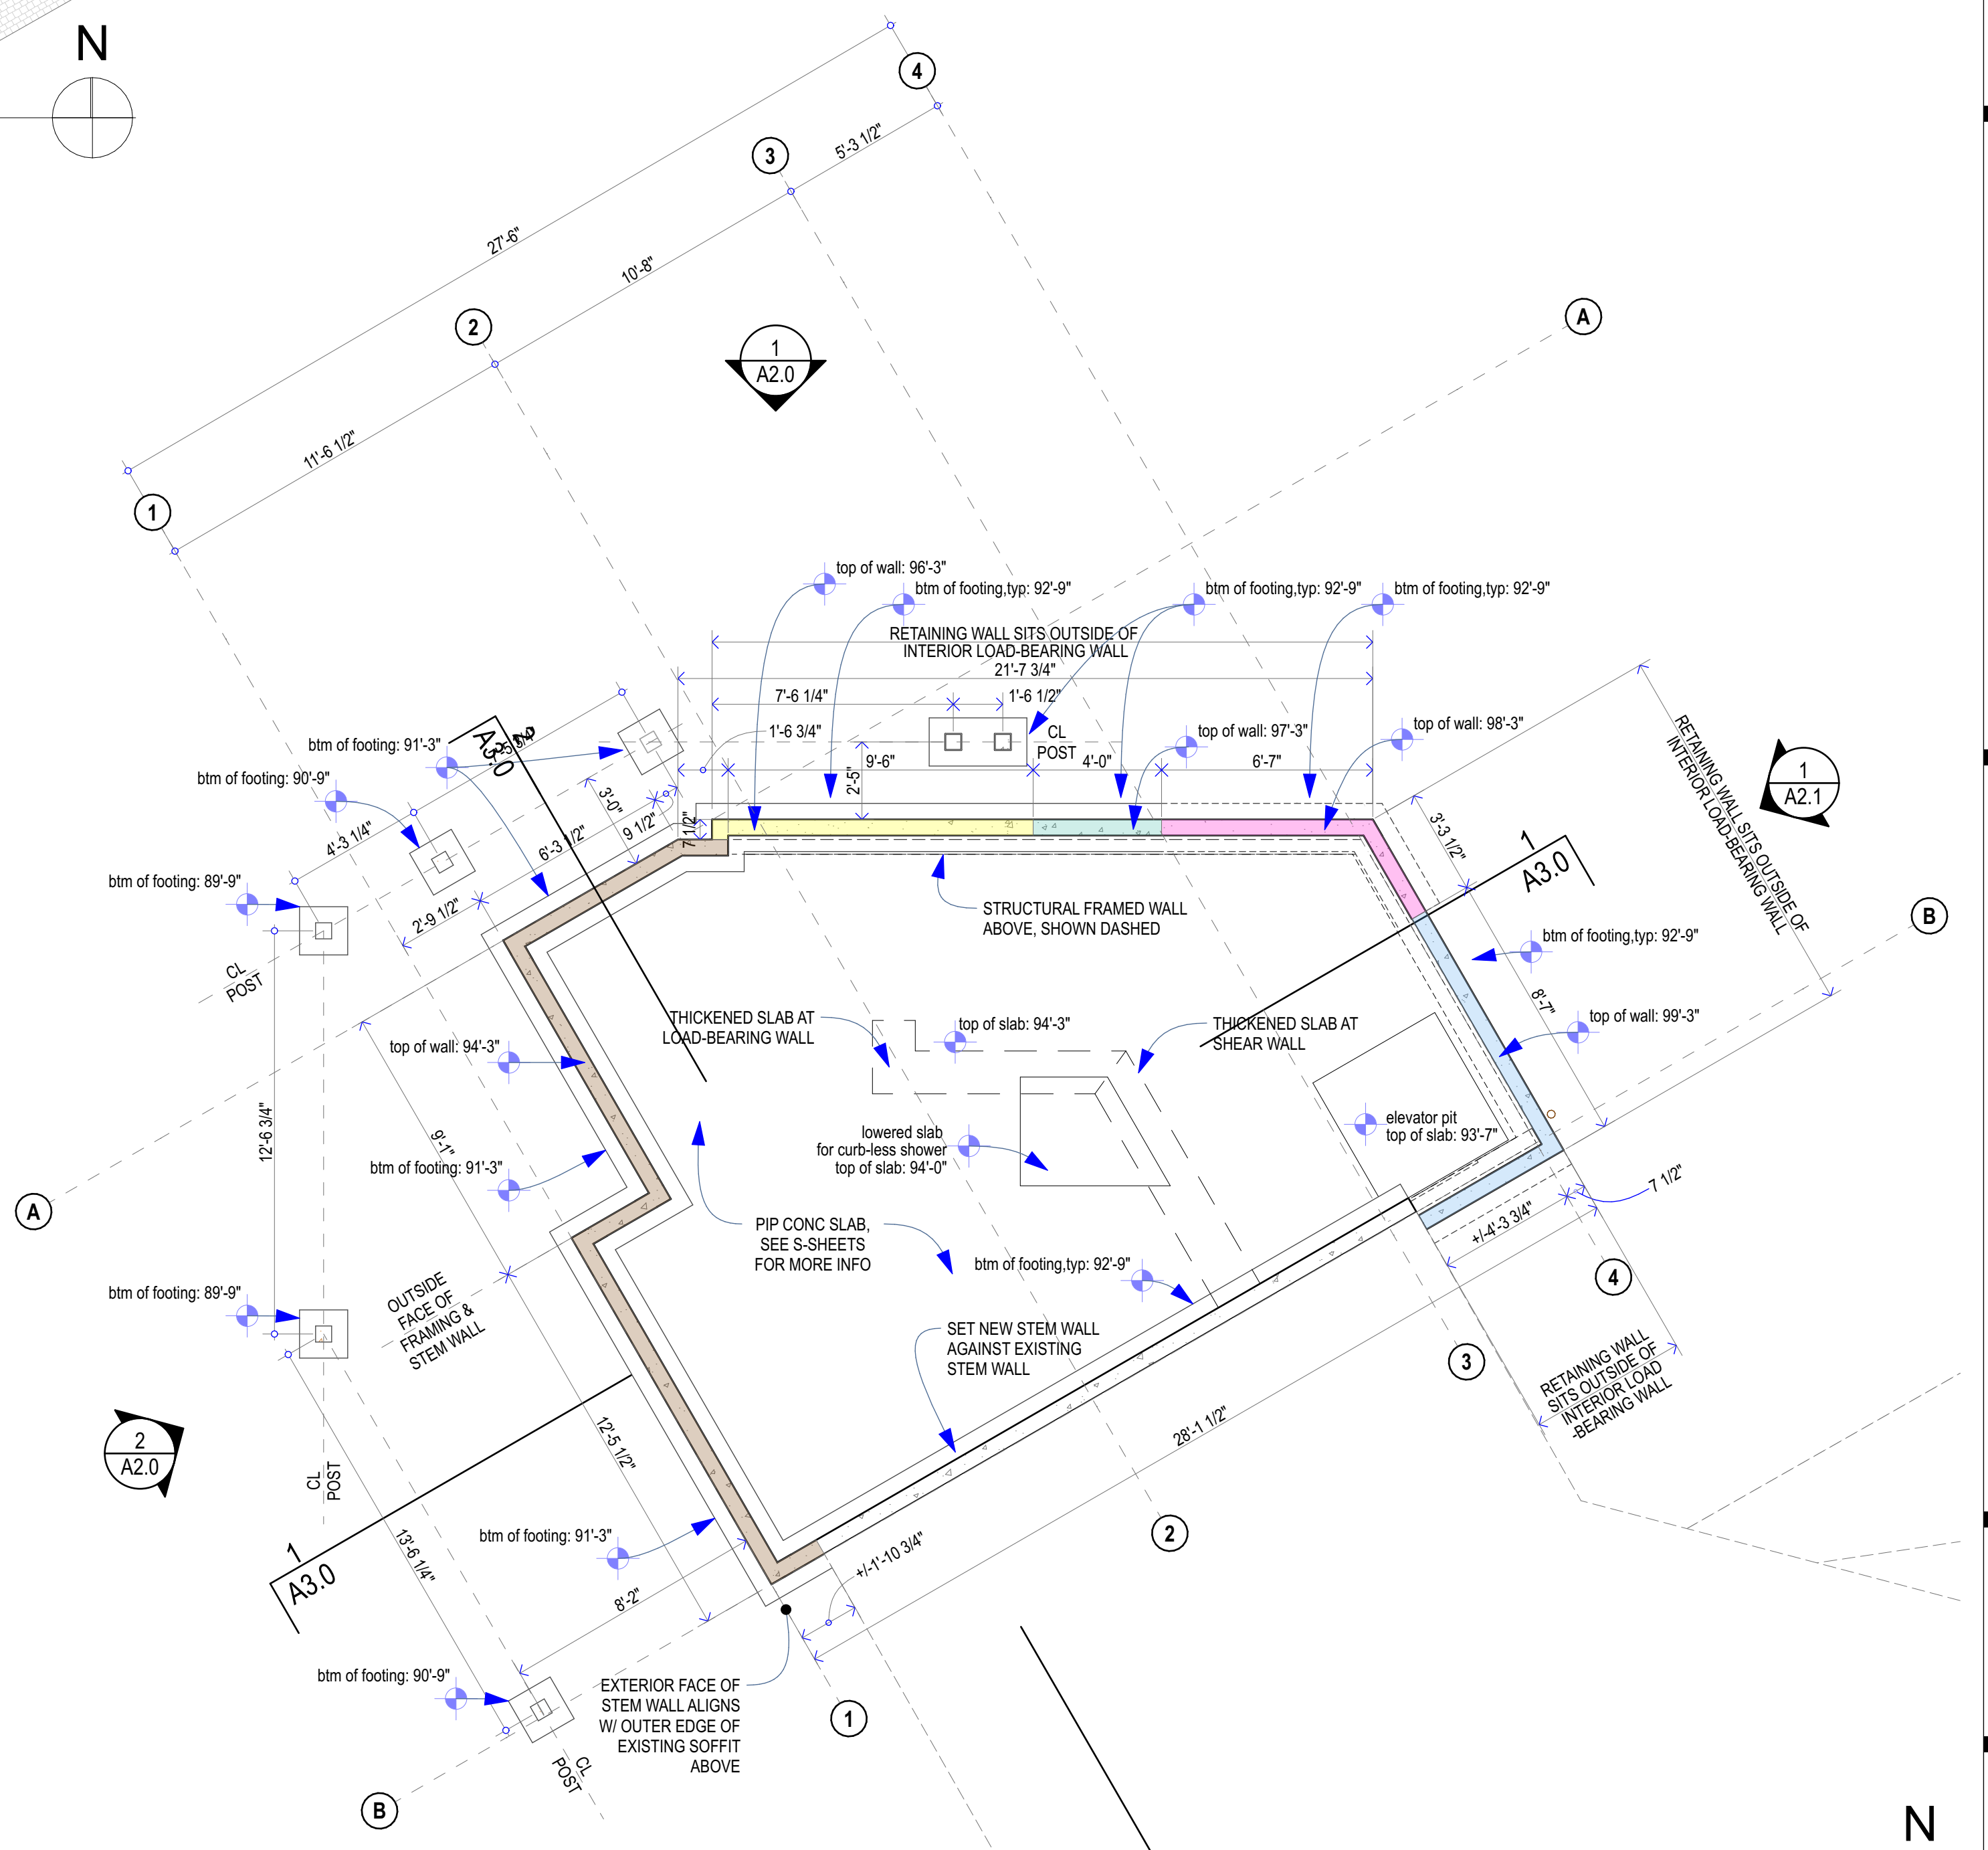 N
4
3
5'-3 1/2"
27'-6"
10'-8"
2
1
A2.0
A
11'-6 1/2"
1
top of wall: 96'-3"
btm of footing,typ: 92'-9"
btm of footing,typ: 92'-9"
btm of footing,typ: 92'-9"
RETAINING WALL SITS OUTSIDE OF
INTERIOR LOAD-BEARING WALL
21'-7 3/4"
7'-6 1/4"
1'-6 1/2"
1'-6 3/4"
CL
POST
top of wall: 97'-3"
top of wall: 98'-3"
RETAINING WALL SITS OUTSIDE OF
INTERIOR LOAD-BEARING WALL
1
A2.1
btm of footing: 91'-3"
A3.0
btm of footing: 90'-9"
9'-6"
4'-0"
6'-7"
2'-5"
3'-0"
9 1/2"
7 1/2"
6'-3 1/2"
4'-3 1/4"
3'-3 1/2"
1
A3.0
btm of footing: 89'-9"
2'-9 1/2"
STRUCTURAL FRAMED WALL
ABOVE, SHOWN DASHED
B
btm of footing,typ: 92'-9"
CL
POST
8'-7"
THICKENED SLAB AT
LOAD-BEARING WALL
top of slab: 94'-3"
THICKENED SLAB AT
SHEAR WALL
top of wall: 99'-3"
top of wall: 94'-3"
12'-6 3/4"
9'-1"
lowered slab
for curb-less shower
top of slab: 94'-0"
elevator pit
top of slab: 93'-7"
btm of footing: 91'-3"
7 1/2"
A
PIP CONC SLAB,
SEE S-SHEETS
FOR MORE INFO
+/-4'-3 3/4"
btm of footing,typ: 92'-9"
4
btm of footing: 89'-9"
OUTSIDE
FACE OF
FRAMING &
STEM WALL
SET NEW STEM WALL
AGAINST EXISTING
STEM WALL
3
RETAINING WALL
SITS OUTSIDE OF
INTERIOR LOAD
-BEARING WALL
2
A2.0
12'-5 1/2"
28'-1 1/2"
CL
POST
2
btm of footing: 91'-3"
13'-6 1/4"
+/-1'-10 3/4"
1
A3.0
8'-2"
btm of footing: 90'-9"
EXTERIOR FACE OF
STEM WALL ALIGNS
W/ OUTER EDGE OF
EXISTING SOFFIT
ABOVE
1
CL
POST
B
N